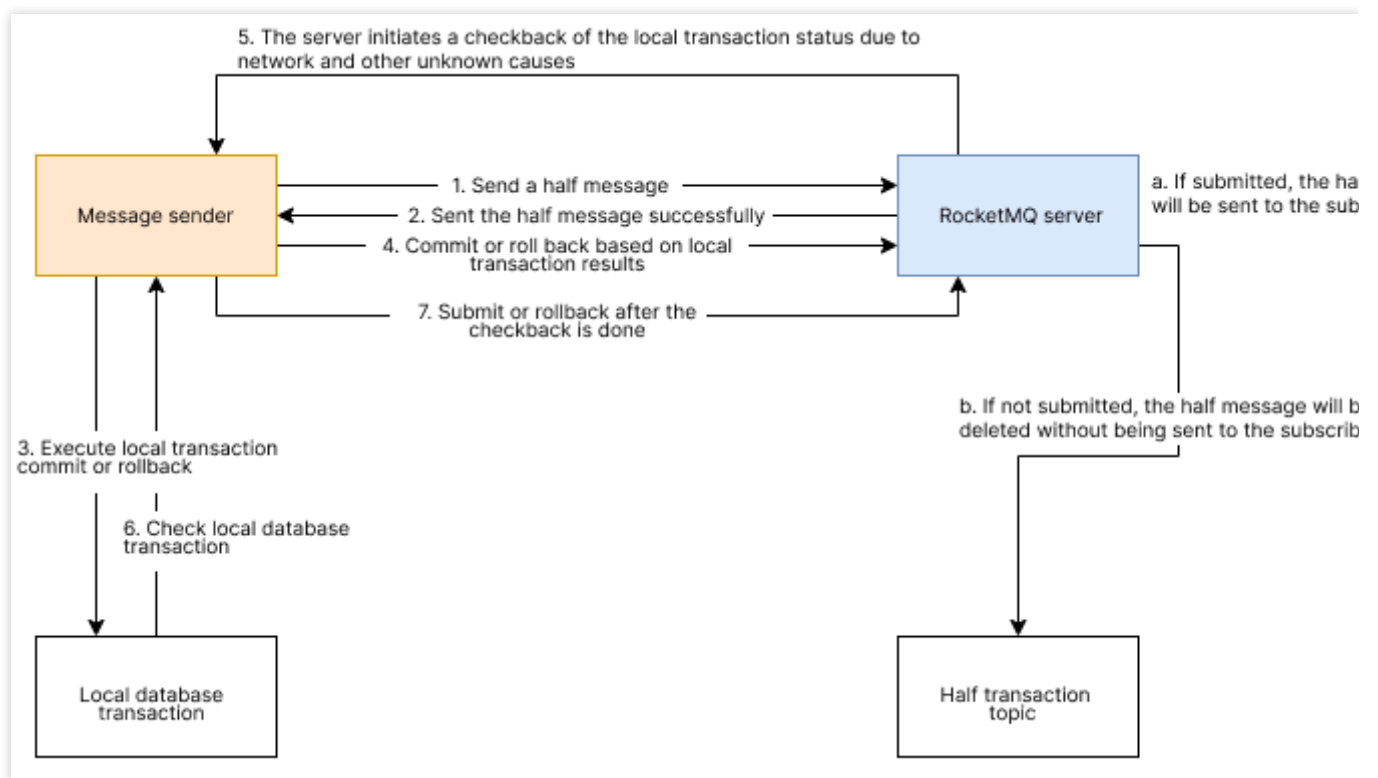 5. The server initiates a checkback of the local transaction status due to
network and other unknown causes
Message sender
1. Send a half message
2. Sent the half message successfully
4. Commit or roll back based on local
transaction results
7. Submit or rollback after the
checkback is done
RocketMQ server
a. If submitted, the
will be sent to the
b. If not submitted, the half message will
deleted without being sent to the
3. Execute local transaction
commit or rollback
6. Check local database
transaction
Local database
transaction
Half transaction
topic